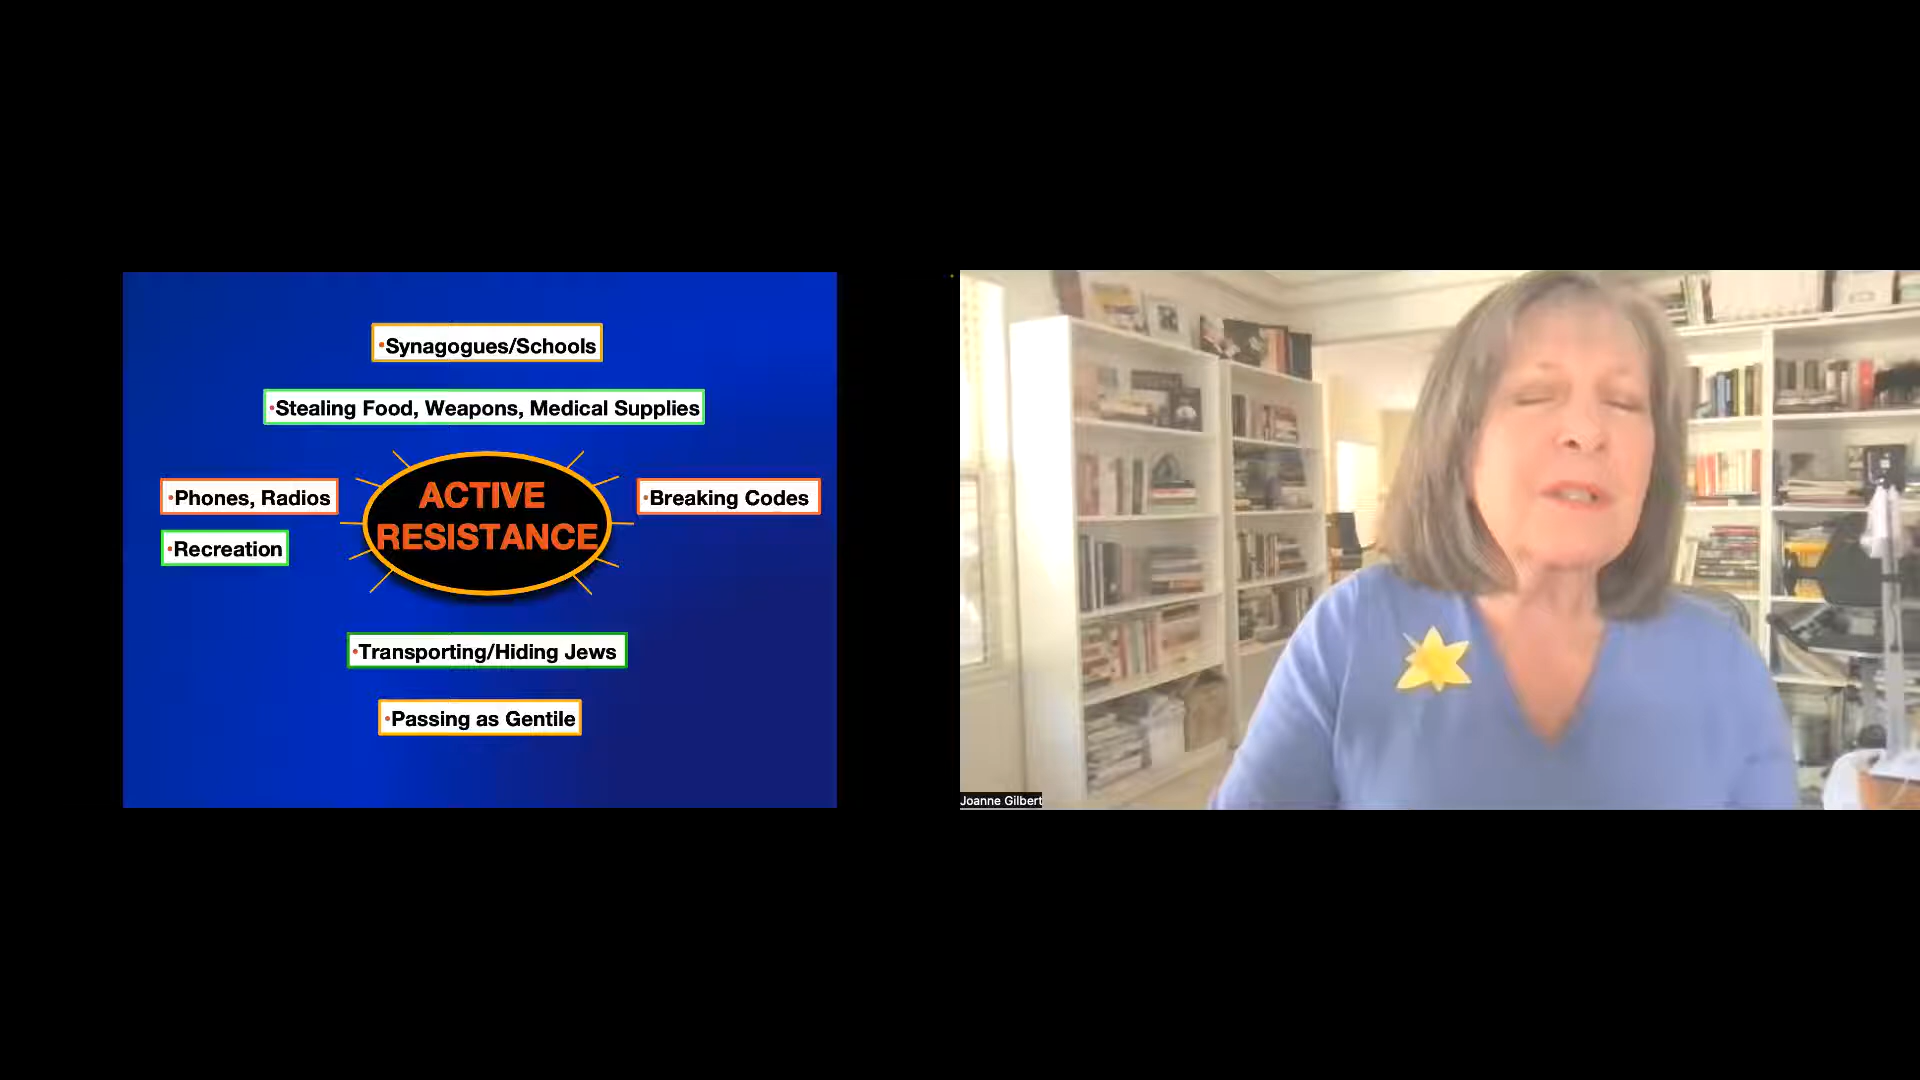 •Synagogues/Schools
•Stealing Food, Weapons, Medical Supplies
•Phones, Radios
ACTIVE
RESISTANCE
•Breaking Codes
•Recreation
•Transporting/Hiding Jews
•Passing as Gentile
Joanne Gilbert